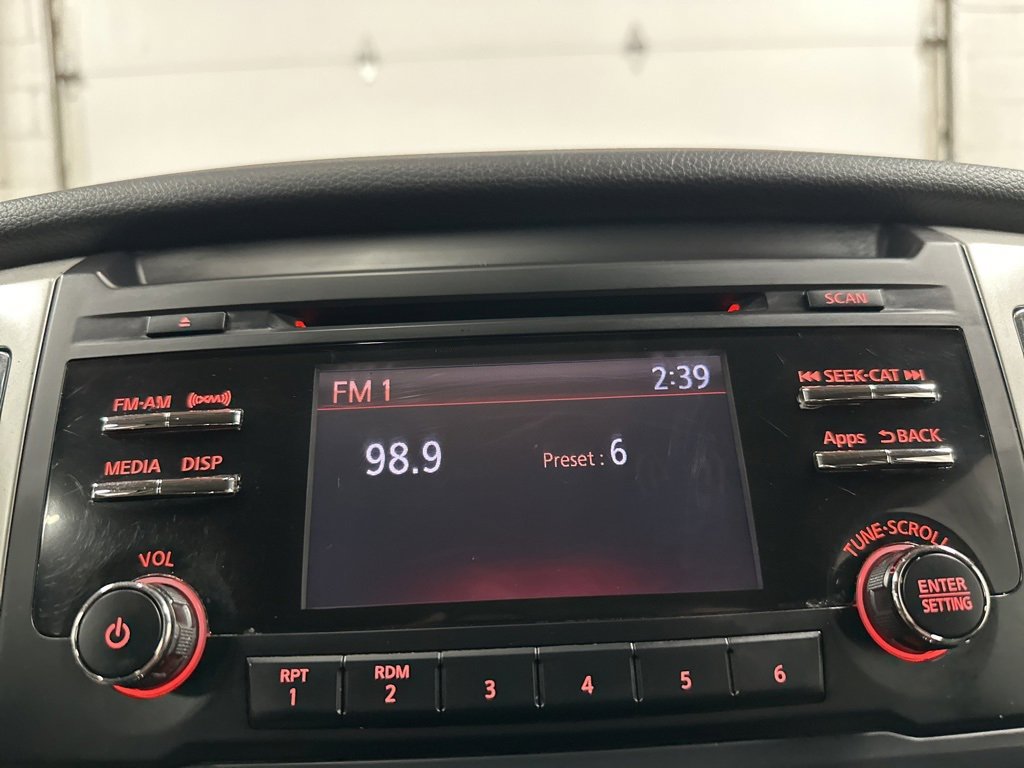 SCAN
FM 1 2:39
98.9 Preset : 6
FM·AM ((XM))
MEDIA DISP
VOL
SEEK·CAT
Apps BACK
TUNE·SCROLL
ENTER
SETTING
RPT
1
RDM
2
3
4
5
6